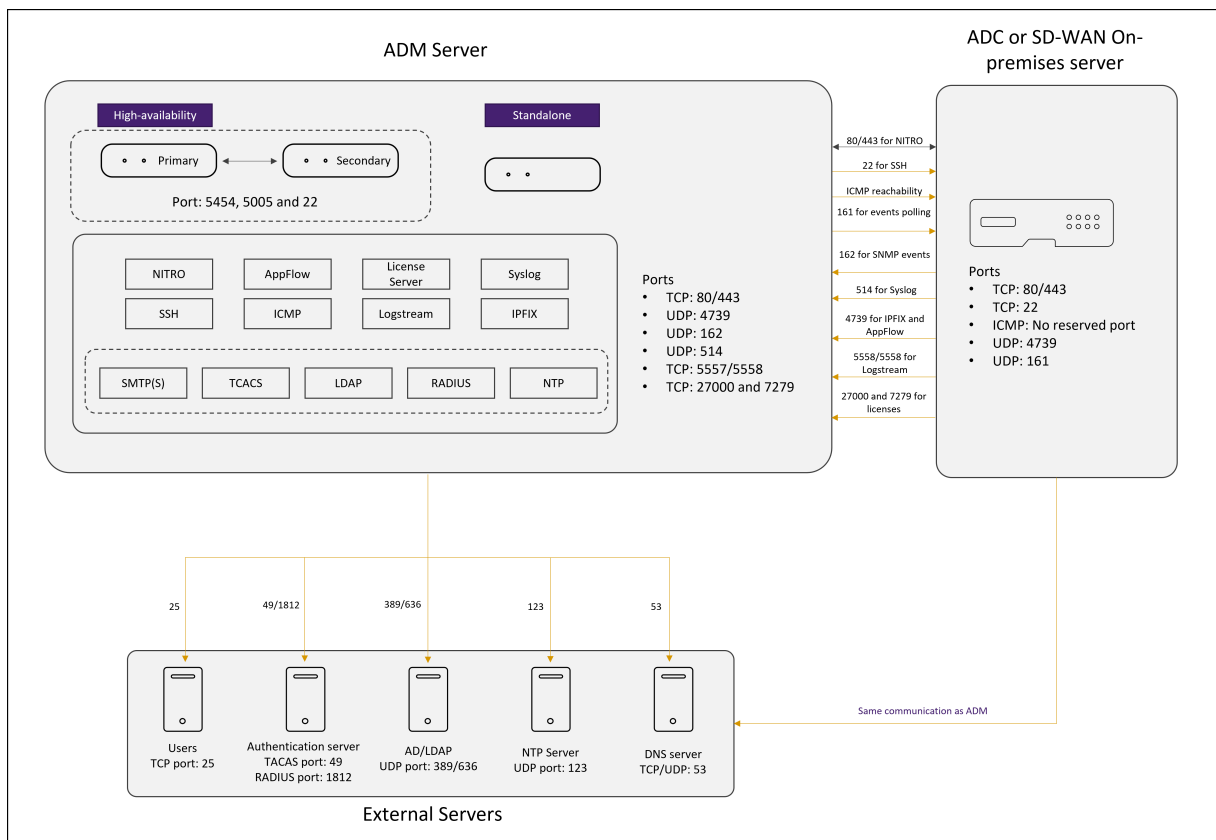 ADM Server
ADC or SD-WAN On-
premises server
High-availability
Standalone
Primary
Secondary
Port: 5454, 5005 and 22
NITRO
AppFlow
License
Server
Syslog
SSH
ICMP
Logstream
IPFIX
SMTP(S)
TCACS
LDAP
RADIUS
NTP
Ports
• TCP: 80/443
• UDP: 4739
• UDP: 162
• UDP: 514
• TCP: 5557/5558
• TCP: 27000 and 7279
80/443 for NITRO
22 for SSH
ICMP reachability
161 for events polling
162 for SNMP events
514 for Syslog
4739 for IPFIX and
AppFlow
5558/5558 for
Logstream
27000 and 7279 for
licenses
Ports
• TCP: 80/443
• TCP: 22
• ICMP: No reserved port
• UDP: 4739
• UDP: 161
25
49/1812
389/636
123
53
Same communication as ADM
Users
TCP port: 25
Authentication server
TACAS port: 49
RADIUS port: 1812
AD/LDAP
UDP port: 389/636
NTP Server
UDP port: 123
DNS server
TCP/UDP: 53
External Servers